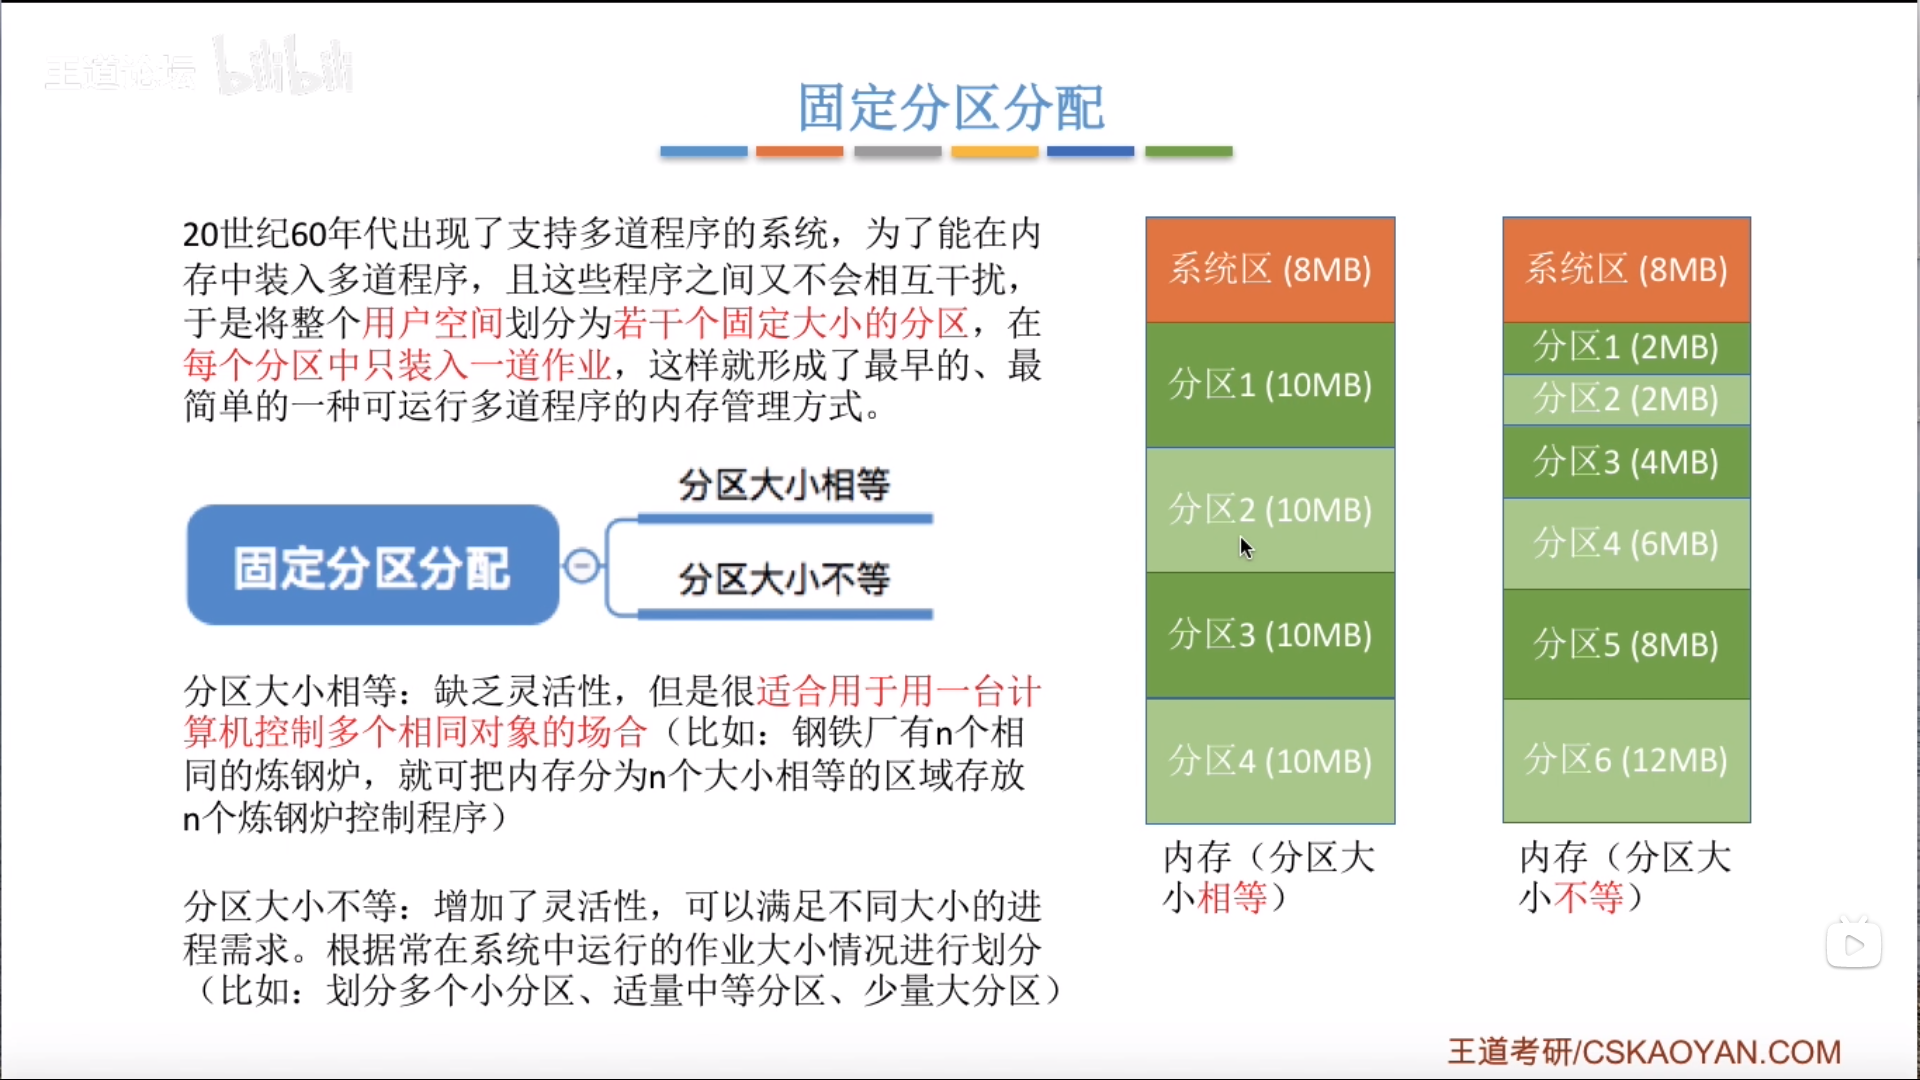 王道论坛 bilibili
固定分区分配
20世纪60年代出现了支持多道程序的系统，为了能在内
存中装入多道程序，且这些程序之间又不会相互干扰，
于是将整个用户空间划分为若干个固定大小的分区，在
每个分区中只装入一道作业，这样就形成了最早的、最
简单的一种可运行多道程序的内存管理方式。
固定分区分配
分区大小相等
分区大小不等
分区大小相等：缺乏灵活性，但是很适合用于用一台计
算机控制多个相同对象的场合（比如：钢铁厂有n个相
同的炼钢炉，就可把内存分为n个大小相等的区域存放
n个炼钢炉控制程序）
分区大小不等：增加了灵活性，可以满足不同大小的进
程需求。根据常在系统中运行的作业大小情况进行划分
（比如：划分多个小分区、适量中等分区、少量大分区）
系统区 (8MB)
分区1 (10MB)
分区2 (10MB)
分区3 (10MB)
分区4 (10MB)
内存（分区大
小相等）
系统区 (8MB)
分区1 (2MB)
分区2 (2MB)
分区3 (4MB)
分区4 (6MB)
分区5 (8MB)
分区6 (12MB)
内存（分区大
小不等）
王道考研/CSKAOYAN.COM